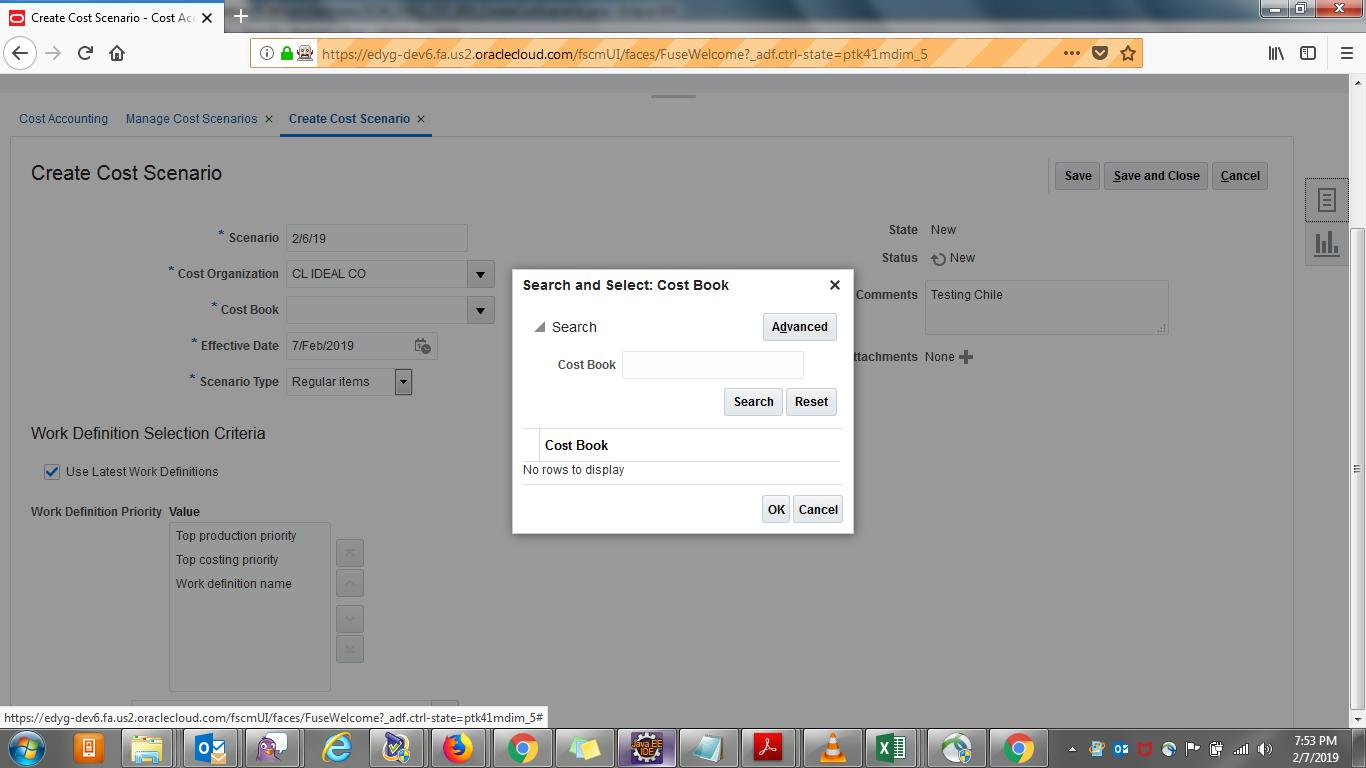 Create Cost Scenario - Cost Acc
https://edyg-dev6.fa.us2.oraclecloud.com/fscmUI/faces/FuseWelcome?_adf.ctrl-state=ptk41mdim_5
Cost Accounting
Manage Cost Scenarios
Create Cost Scenario
Create Cost Scenario
Save
Save and Close
Cancel
* Scenario 2/6/19
* Cost Organization CL IDEAL CO
* Cost Book
* Effective Date 7/Feb/2019
* Scenario Type Regular items
State New
Status New
Comments Testing Chile
ttachments None
Search and Select: Cost Book
Search
Advanced
Cost Book
Search
Reset
Cost Book
No rows to display
OK
Cancel
Work Definition Selection Criteria
Use Latest Work Definitions
Work Definition Priority Value
Top production priority
Top costing priority
Work definition name
https://edyg-dev6.fa.us2.oraclecloud.com/fscmUI/faces/FuseWelcome?_adf.ctrl-state=ptk41mdim_5#
Java EE
IDE
7:53 PM
2/7/2019